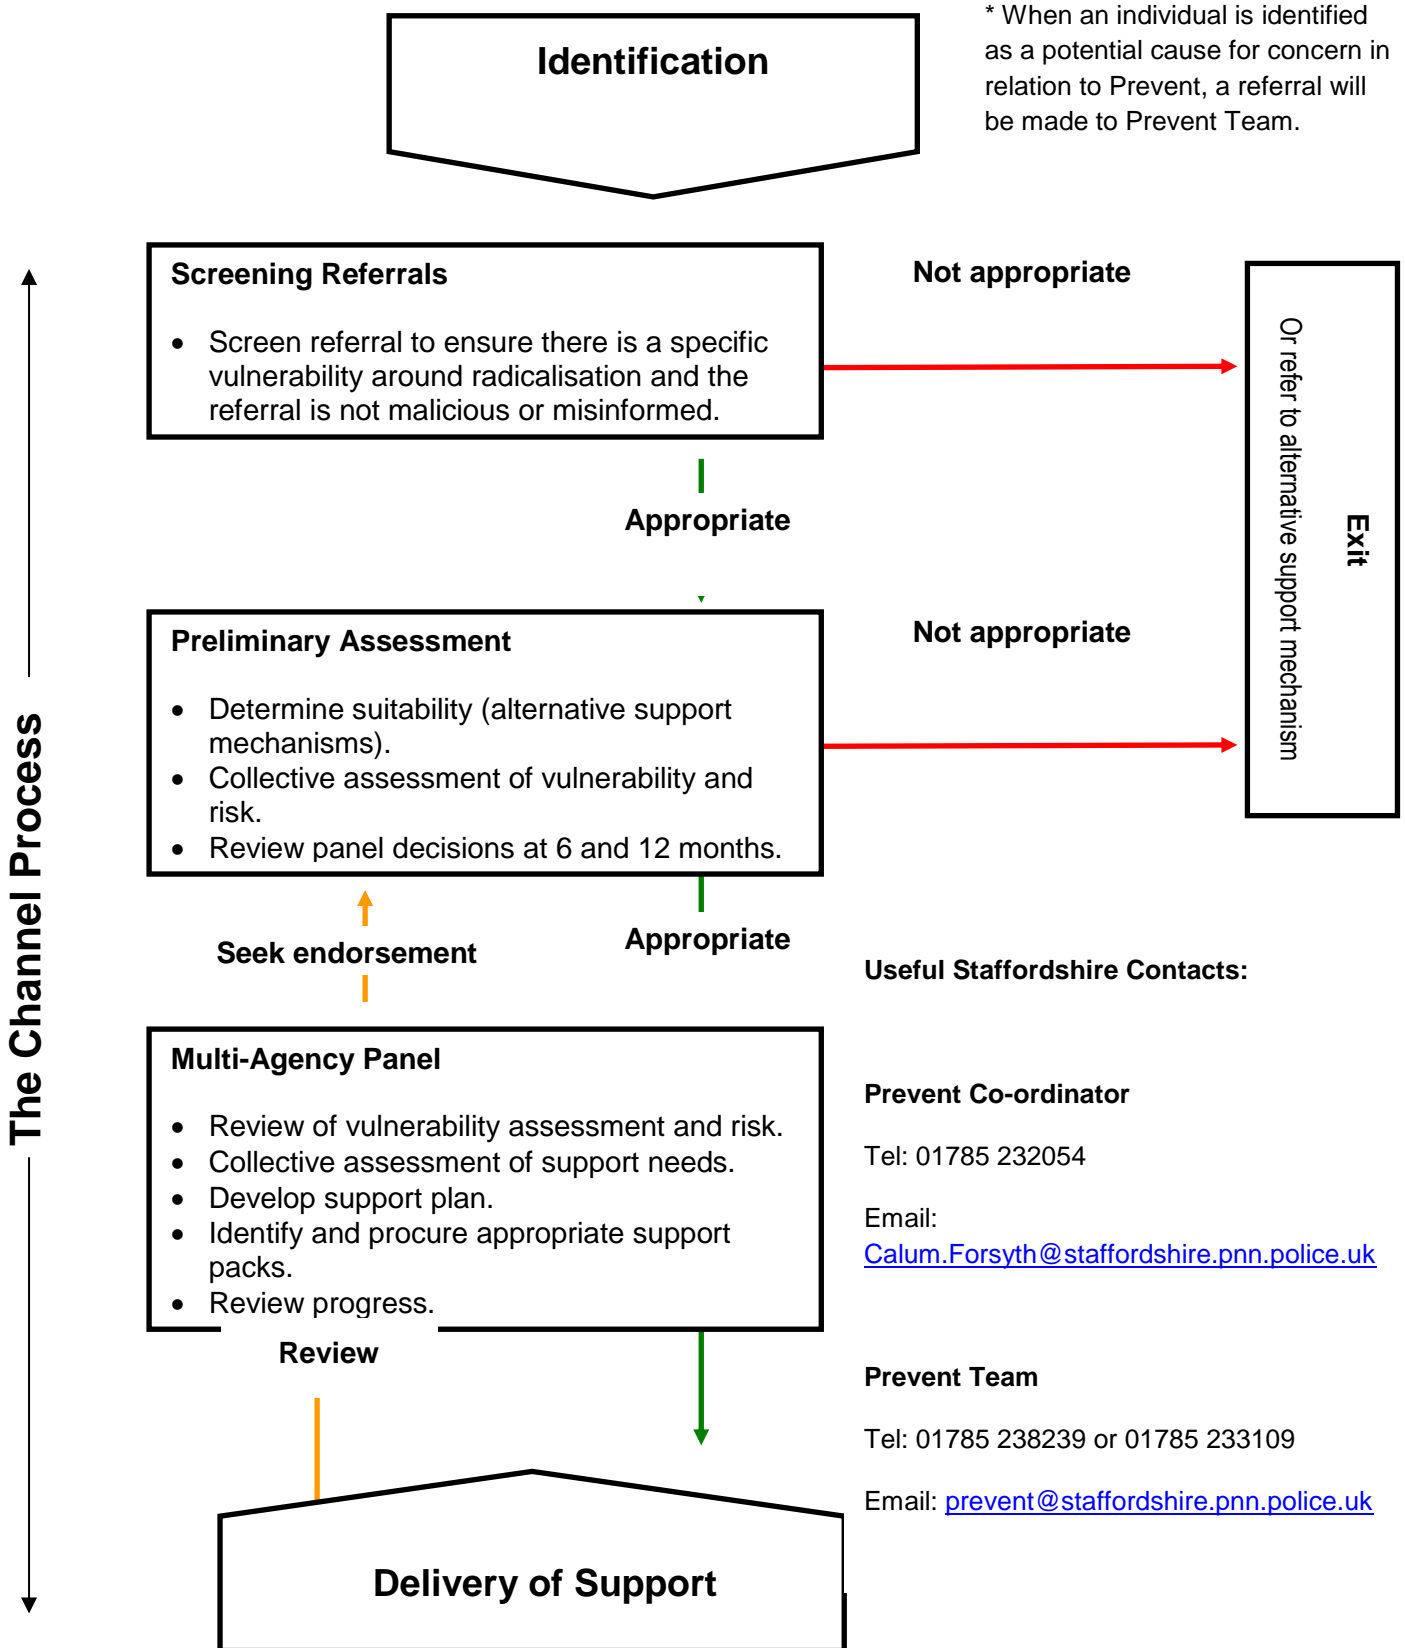 * When an individual is identified
as a potential cause for concern in
relation to Prevent, a referral will
be made to Prevent Team.
Identification
The Channel Process
Screening Referrals
• Screen referral to ensure there is a specific
vulnerability around radicalisation and the
referral is not malicious or misinformed.
Not appropriate
Exit
Or refer to alternative support mechanism
Appropriate
Preliminary Assessment
• Determine suitability (alternative support
mechanisms).
• Collective assessment of vulnerability and
risk.
• Review panel decisions at 6 and 12 months.
Not appropriate
Seek endorsement
Appropriate
Multi-Agency Panel
• Review of vulnerability assessment and risk.
• Collective assessment of support needs.
• Develop support plan.
• Identify and procure appropriate support
packs.
• Review progress.
Review
Delivery of Support
Useful Staffordshire Contacts:
Prevent Co-ordinator
Tel: 01785 232054
Email:
Calum.Forsyth@staffordshire.pnn.police.uk
Prevent Team
Tel: 01785 238239 or 01785 233109
Email: prevent@staffordshire.pnn.police.uk